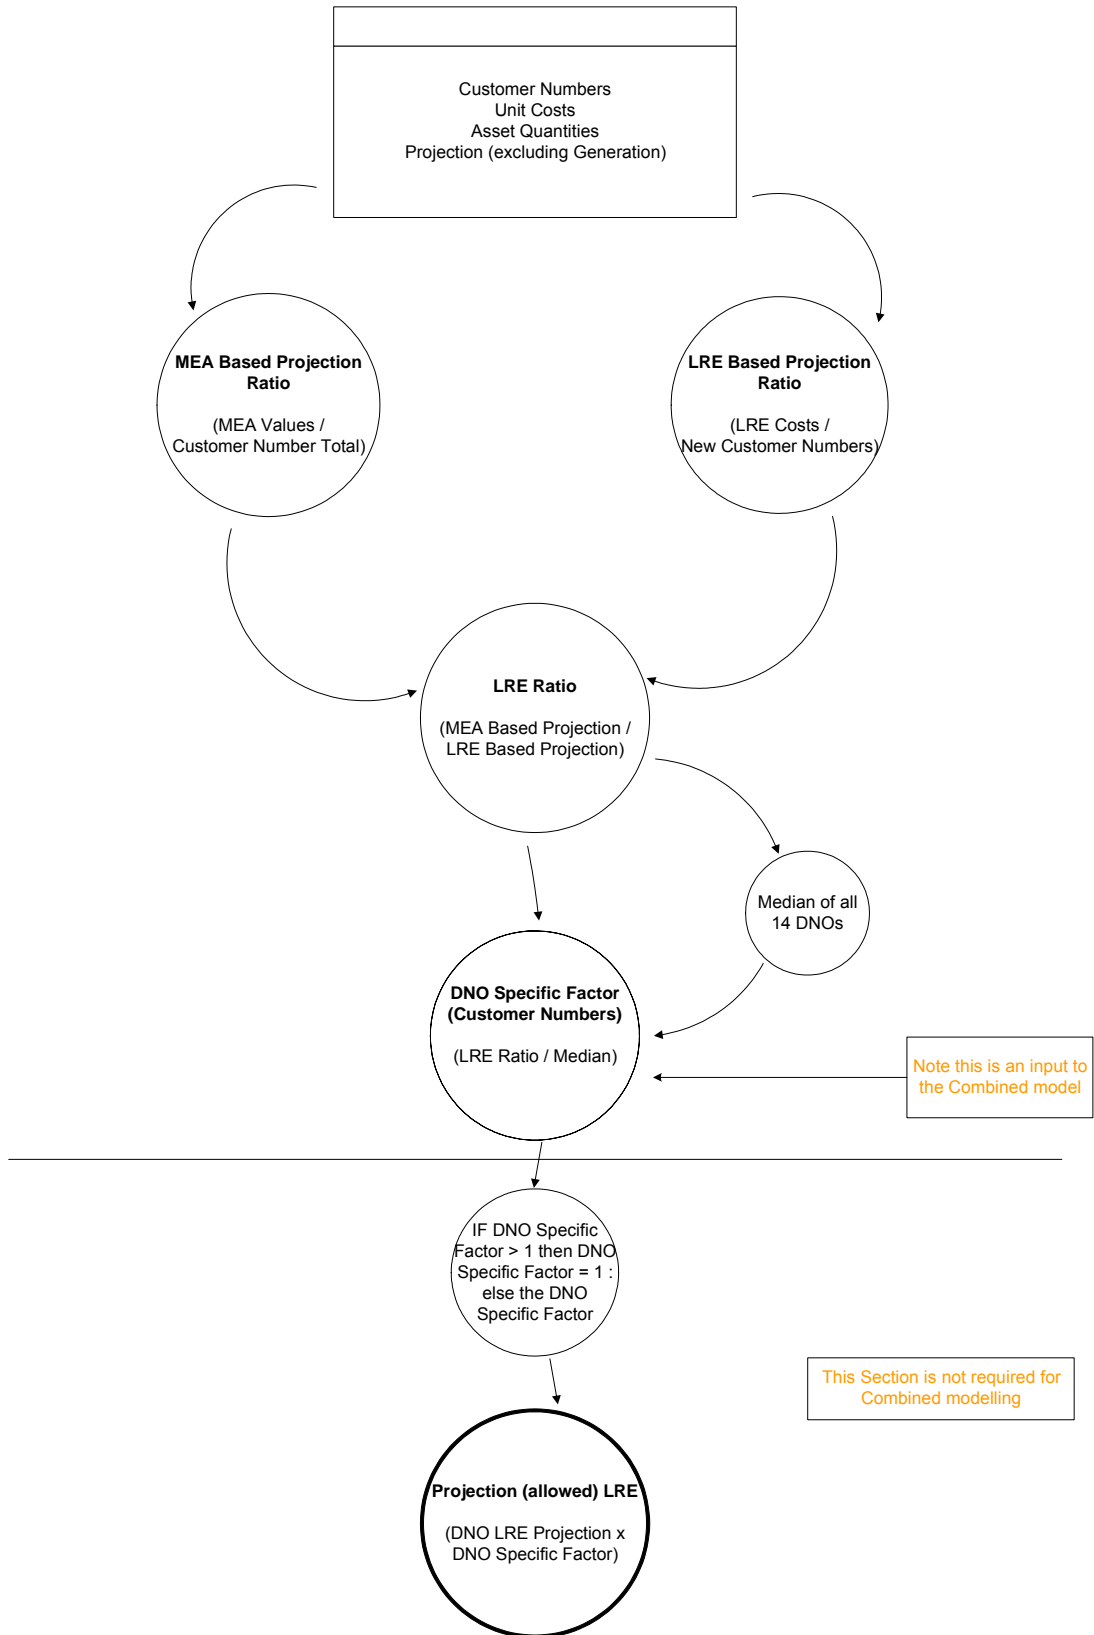 Customer Numbers
Unit Costs
Asset Quantities
Projection (excluding Generation)
MEA Based Projection
Ratio
(MEA Values /
Customer Number Total)
LRE Based Projection
Ratio
(LRE Costs /
New Customer Numbers)
LRE Ratio
(MEA Based Projection /
LRE Based Projection)
Median of all
14 DNOs
DNO Specific Factor
(Customer Numbers)
(LRE Ratio / Median)
Note this is an input to
the Combined model
IF DNO Specific
Factor > 1 then DNO
Specific Factor = 1 :
else the DNO
Specific Factor
This Section is not required for
Combined modelling
Projection (allowed) LRE
(DNO LRE Projection x
DNO Specific Factor)